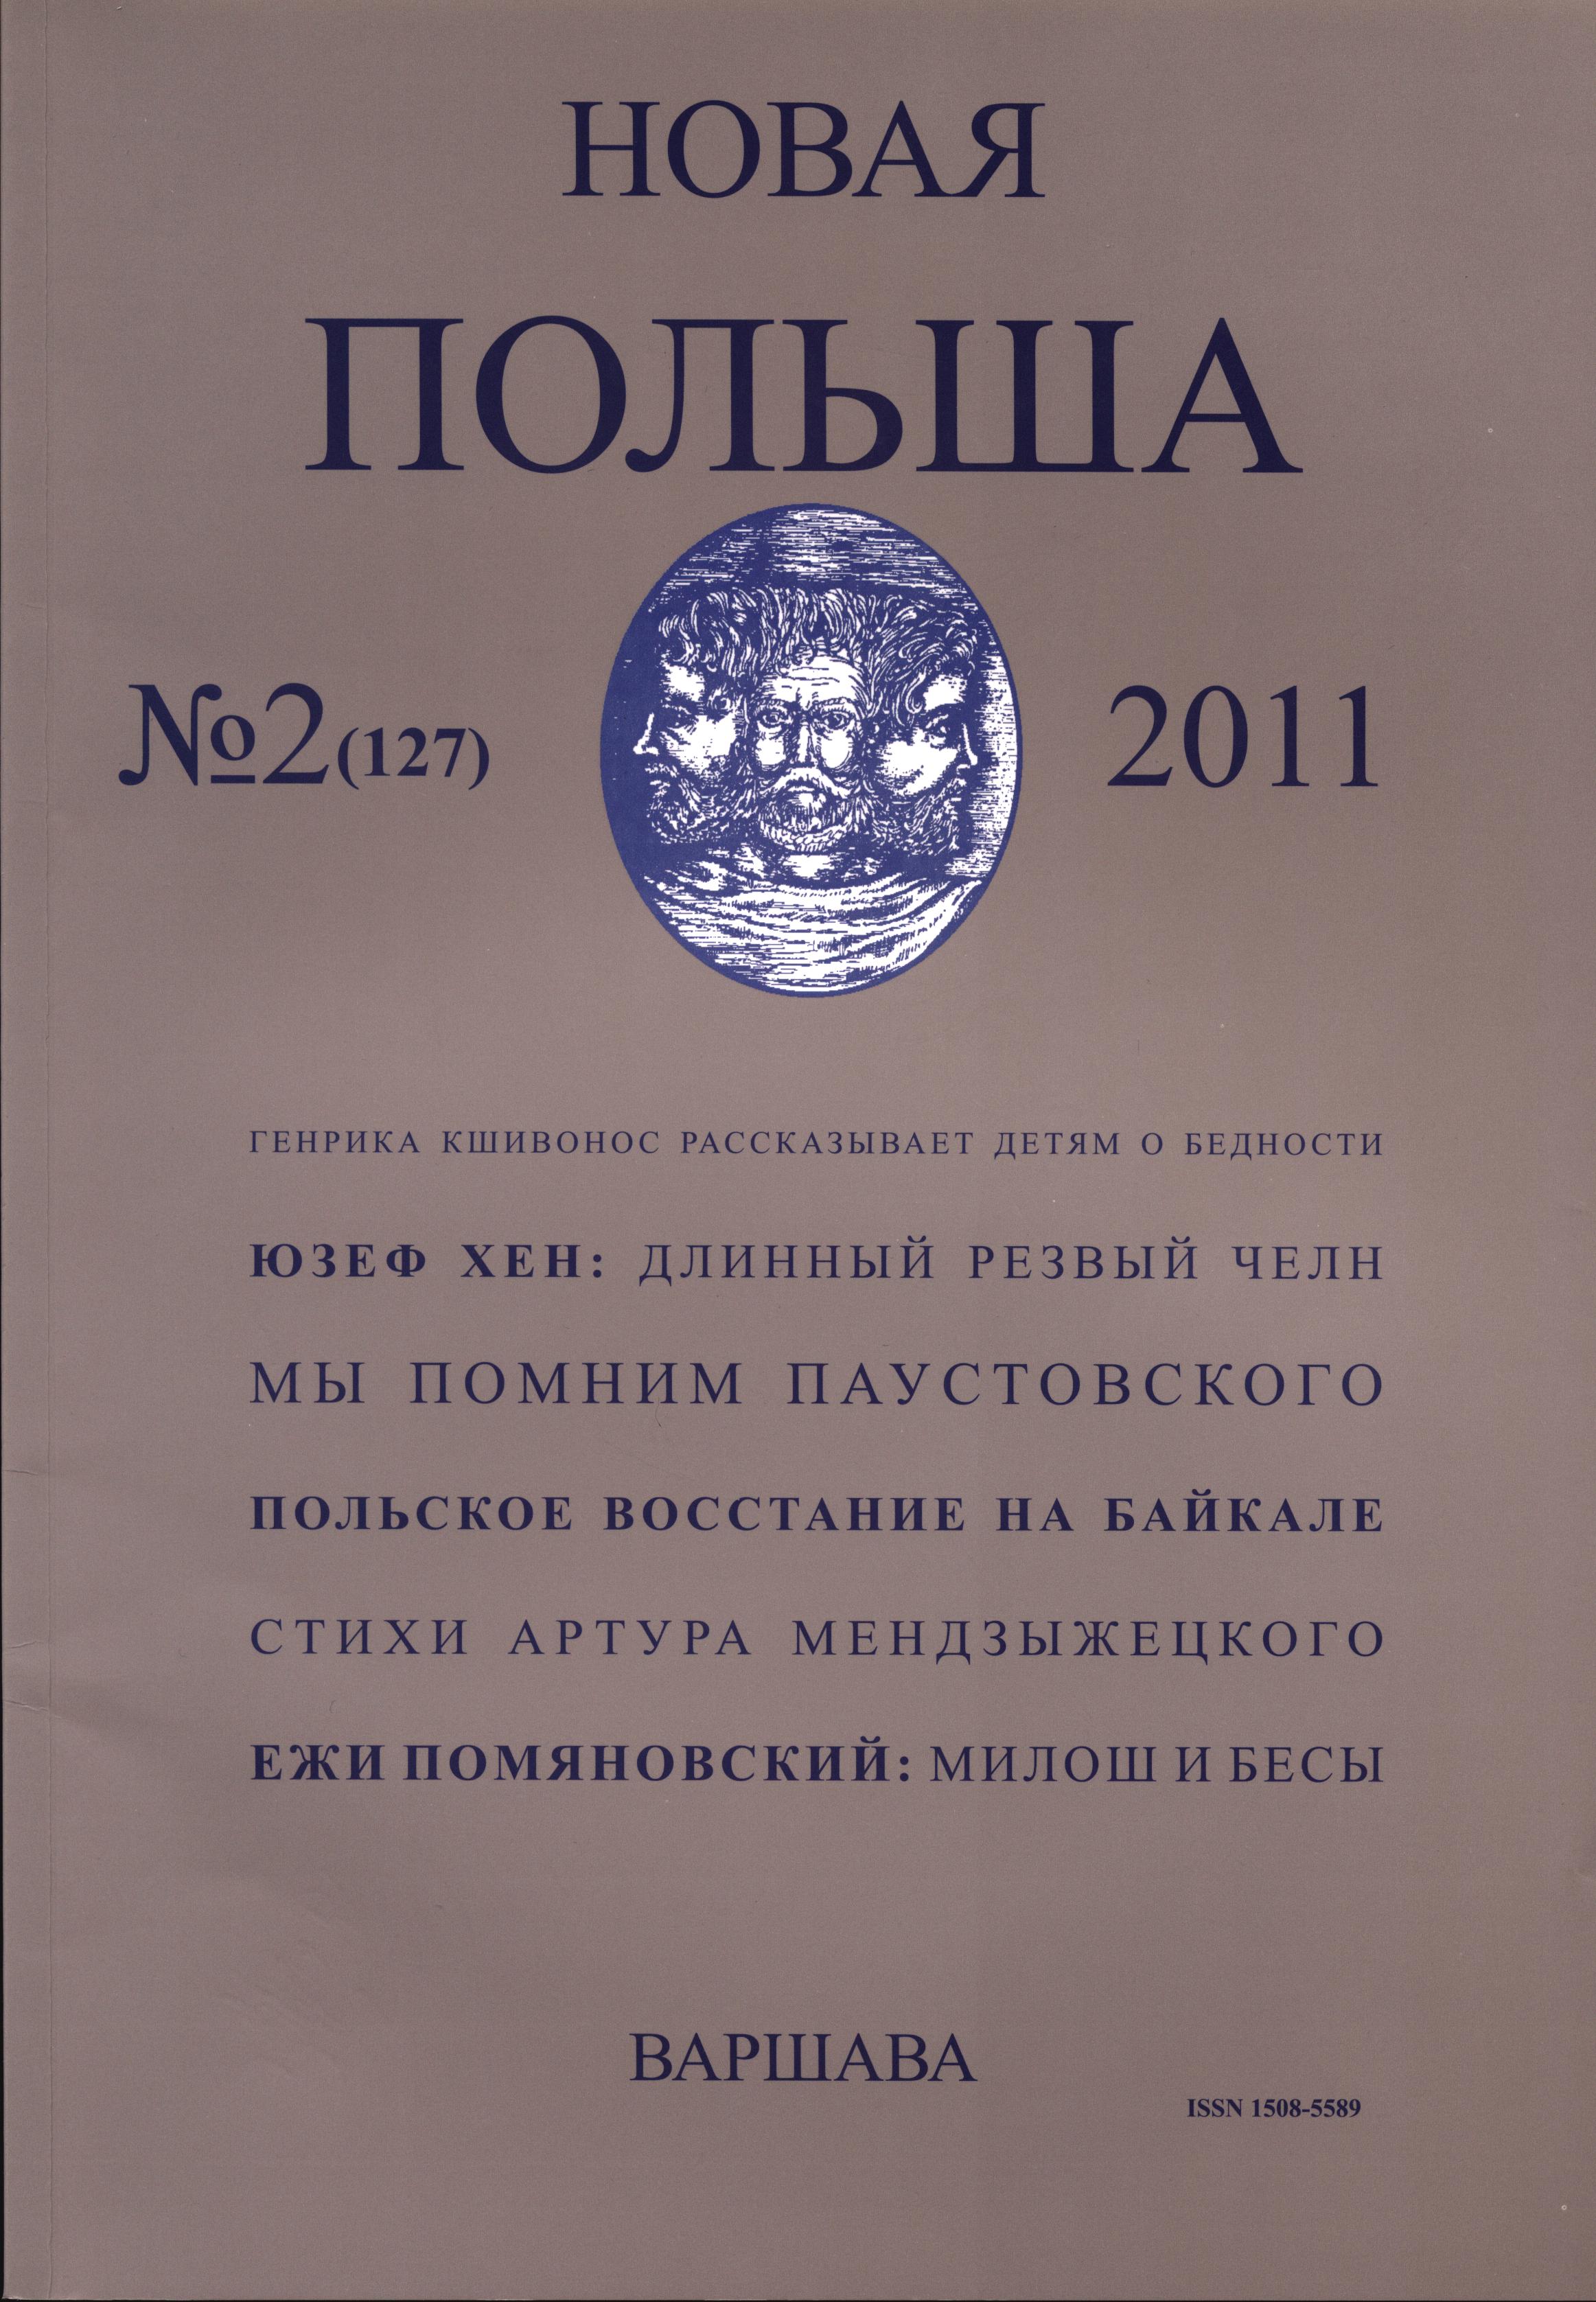 НОВАЯ
ПОЛЬША
№2(127)
2011
ГЕНРИКА КШИВОНОС РАССКАЗЫВАЕТ ДЕТЯМ О БЕДНОСТИ
ЮЗЕФ ХЕН: ДЛИННЫЙ РЕЗВЫЙ ЧЕЛН
МЫ ПОМНИМ ПАУСТОВСКОГО
ПОЛЬСКОЕ ВОССТАНИЕ НА БАЙКАЛЕ
СТИХИ АРТУРА МЕНДЗЫЖЕЦКОГО
ЕЖИ ПОМЯНОВСКИЙ: МИЛОШ И БЕСЫ
ВАРШАВА
ISSN 1508-5589